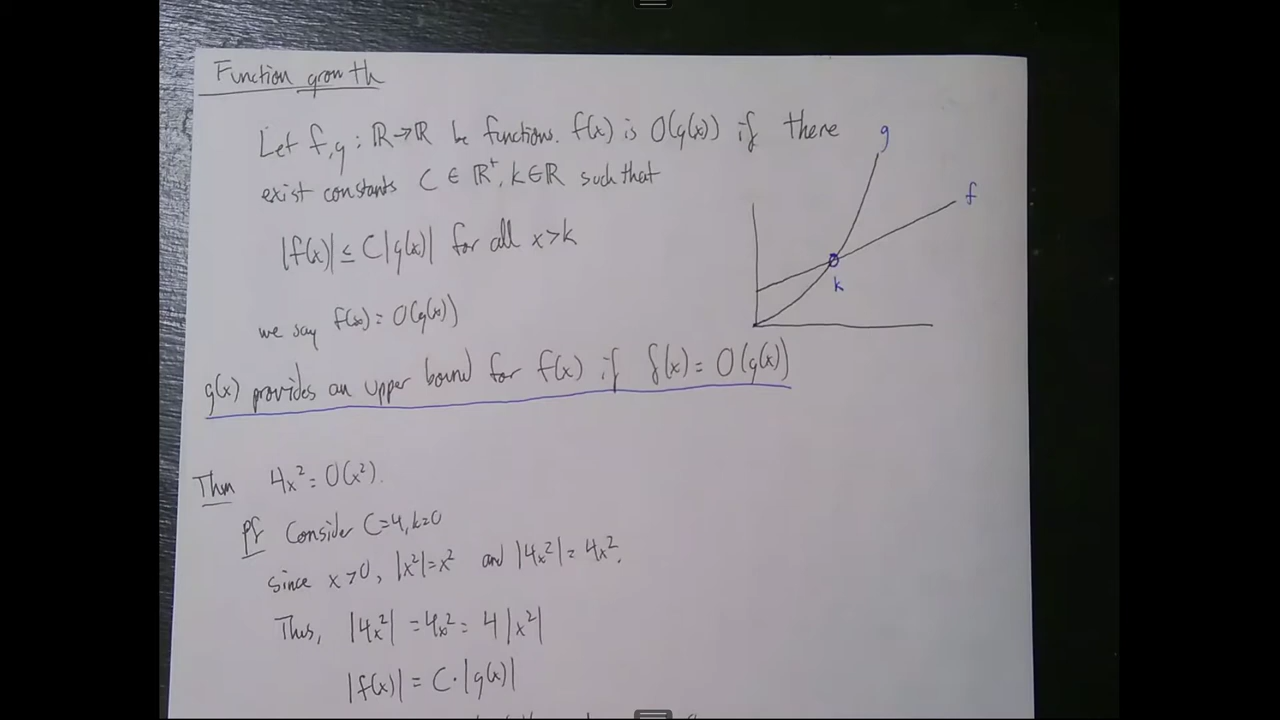 Function growth
Let f,g : ℝ→ℝ be functions. f(x) is O(g(x)) if there
exist constants C ∈ ℝ⁺, k∈ℝ such that
|f(x)| ≤ C|g(x)| for all x>k
we say f(x) = O(g(x))
g(x) provides an upper bound for f(x) if f(x) = O(g(x))
g
f
k
Thm 4x² = O(x²).
Pf Consider C=4, k=0
since x>0, |x²|=x² and |4x²| = 4x².
Thus, |4x²| = 4x² = 4|x²|
|f(x)| = C·|g(x)|